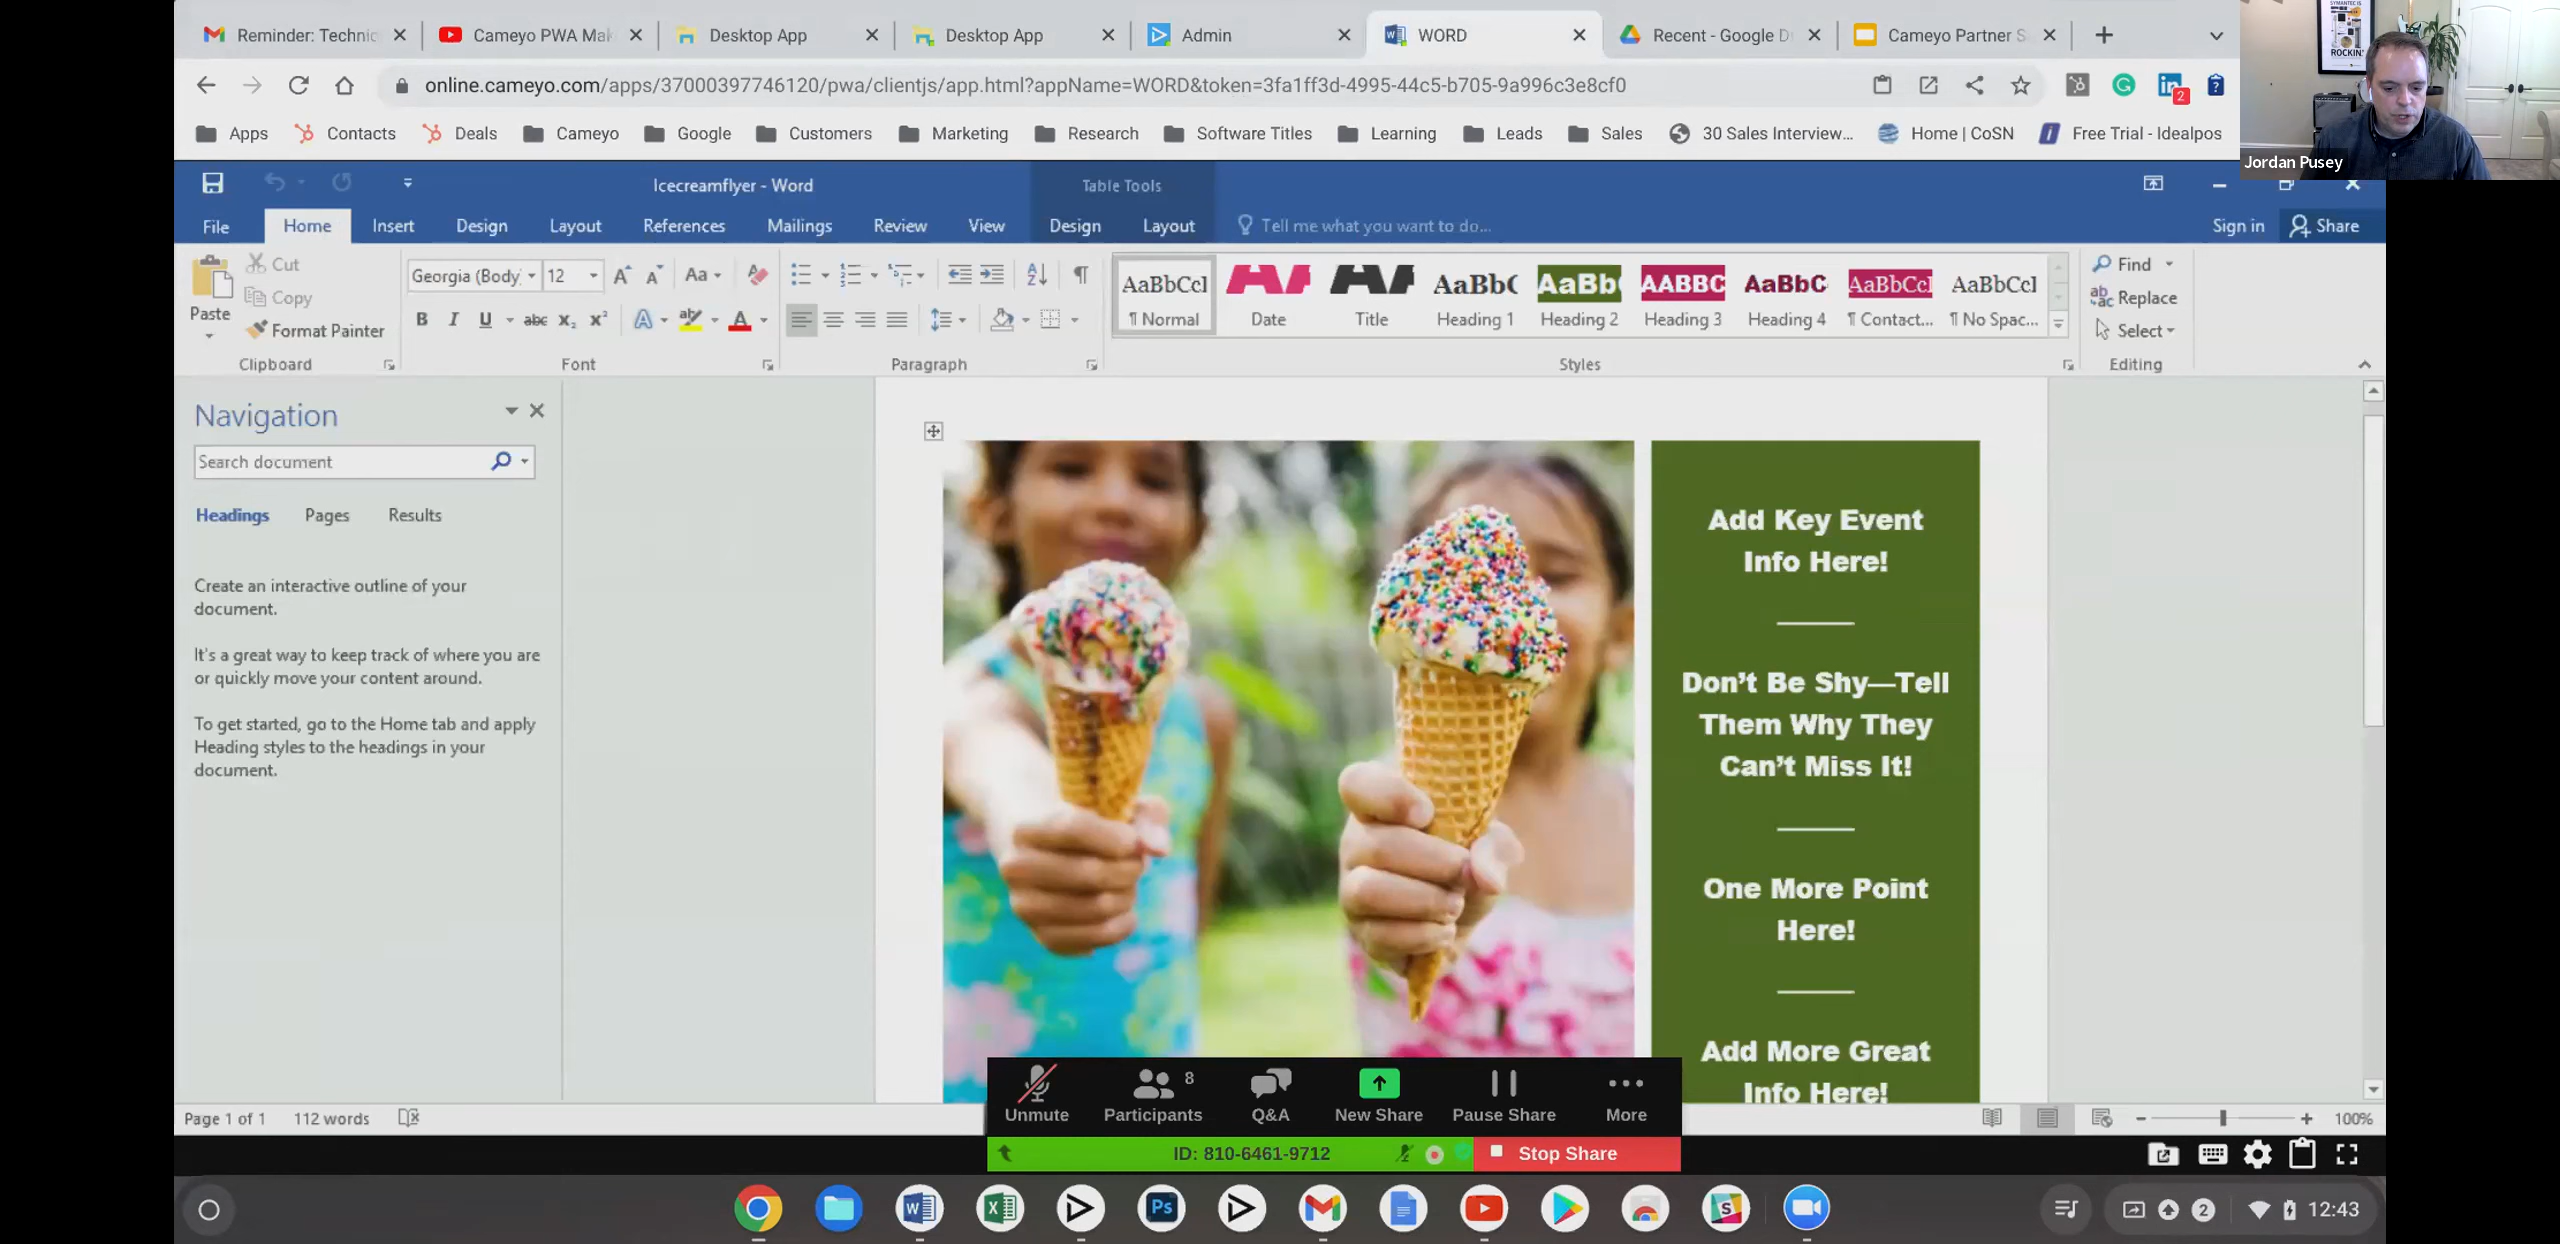 Reminder: Technic
Cameyo PWA Mak
Desktop App
Desktop App
Admin
WORD
Recent - Google D
Cameyo Partner S
online.cameyo.com/apps/37000397746120/pwa/clientjs/app.html?appName=WORD&token=3fa1ff3d-4995-44c5-b705-9a996c3e8cf0
2
Apps
Contacts
Deals
Cameyo
Google
Customers
Marketing
Research
Software Titles
Learning
Leads
Sales
30 Sales Interview...
Home | CoSN
Free Trial - Idealpos
ROCKIN'
Jordan Pusey
Icecreamflyer - Word
Table Tools
File
Home
Insert
Design
Layout
References
Mailings
Review
View
Design
Layout
Tell me what you want to do...
Sign in
Share
Paste
Cut
Copy
Format Painter
Clipboard
Georgia (Body)
12
Font
Paragraph
AaBbCcI
¶ Normal
Date
Title
AaBbC
Heading 1
AaBb
Heading 2
AABBC
Heading 3
AaBbC
Heading 4
AaBbCcI
¶ Contact...
AaBbCcI
¶ No Spac...
Styles
Find
Replace
Select
Editing
Navigation
Search document
Headings
Pages
Results
Create an interactive outline of your
document.
It's a great way to keep track of where you are
or quickly move your content around.
To get started, go to the Home tab and apply
Heading styles to the headings in your
document.
Add Key Event
Info Here!
Don't Be Shy—Tell
Them Why They
Can't Miss It!
One More Point
Here!
Add More Great
Info Here!
Page 1 of 1
112 words
100%
Unmute
Participants
8
Q&A
New Share
Pause Share
More
ID: 810-6461-9712
Stop Share
Ps
2
12:43